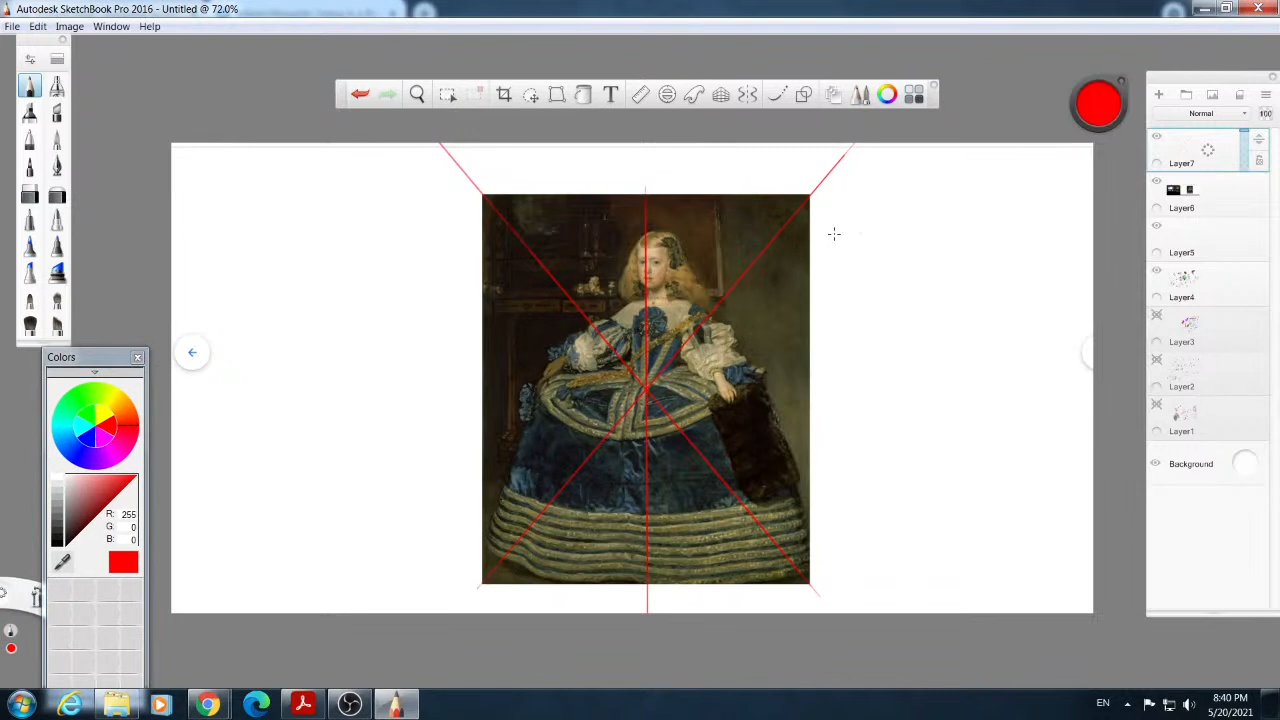 Autodesk SketchBook Pro 2016 - Untitled @ 72.0%
File Edit Image Window Help
T
Normal 100
Layer7
Layer6
Layer5
Layer4
Layer3
Layer2
Layer1
Background
Colors
R: 255
G: 0
B: 0
EN
8:40 PM
5/20/2021